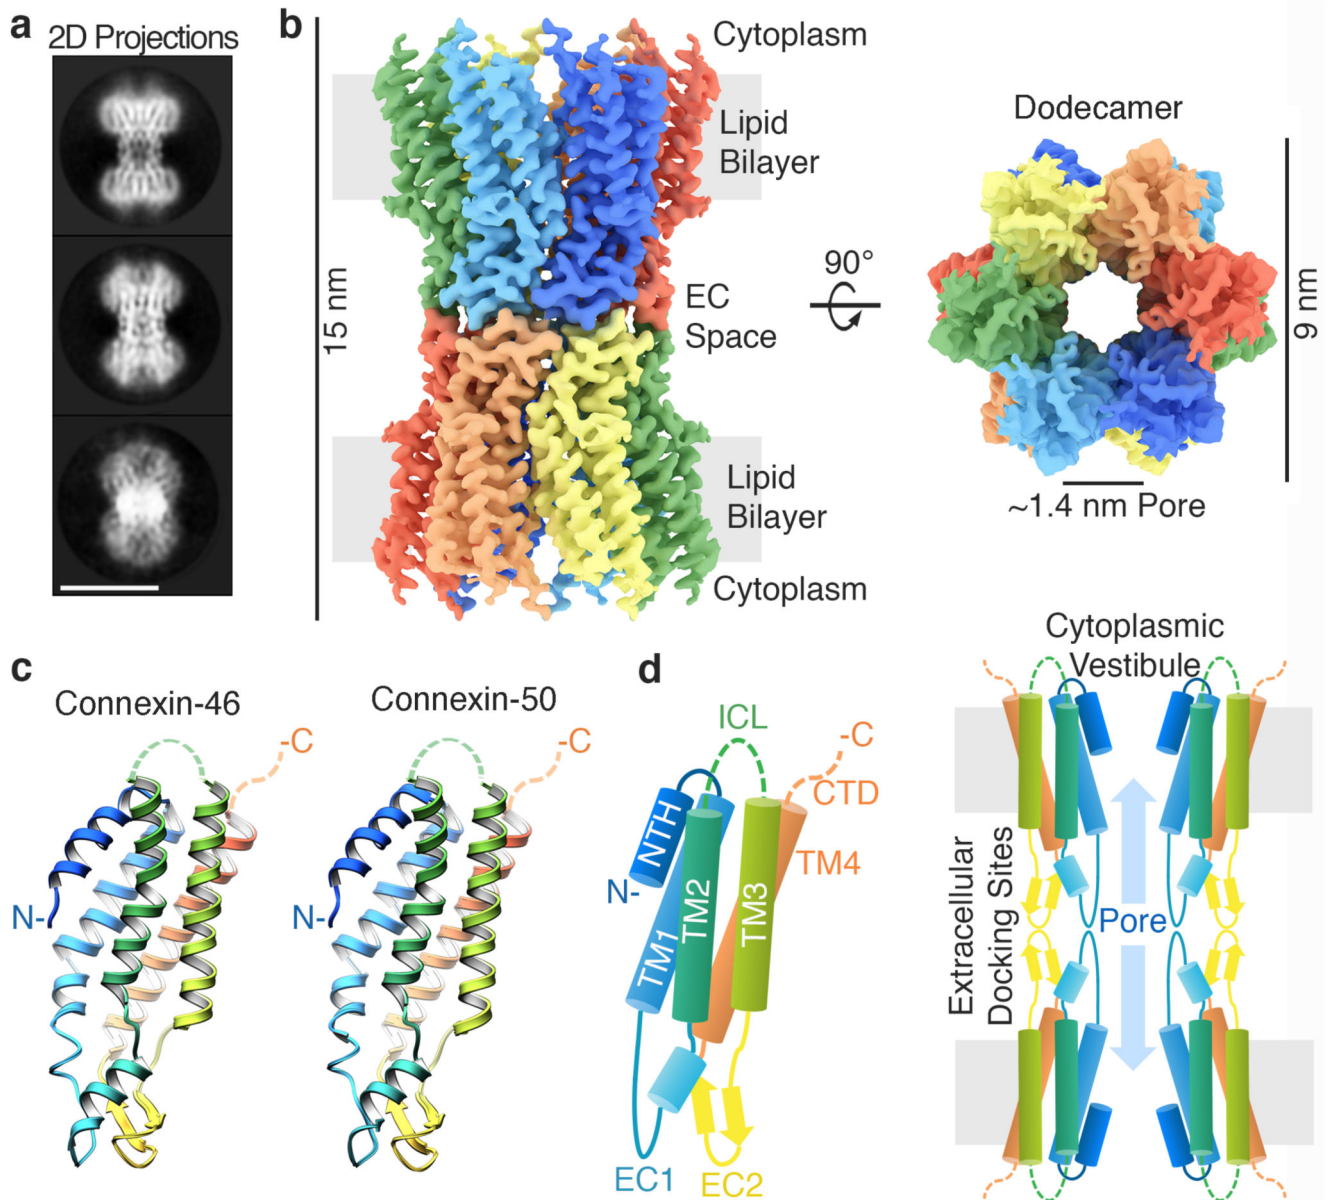 a
2D Projections
b
15 nm
Cytoplasm
Lipid
Bilayer
EC
Space
Lipid
Bilayer
Cytoplasm
90°
Dodecamer
9 nm
~1.4 nm Pore
c
Connexin-46
-C
N-
Connexin-50
-C
N-
d
ICL
-C
CTD
NTH
N-
TM1
TM2
TM3
TM4
EC1
EC2
Cytoplasmic
Vestibule
Extracellular
Docking Sites
Pore